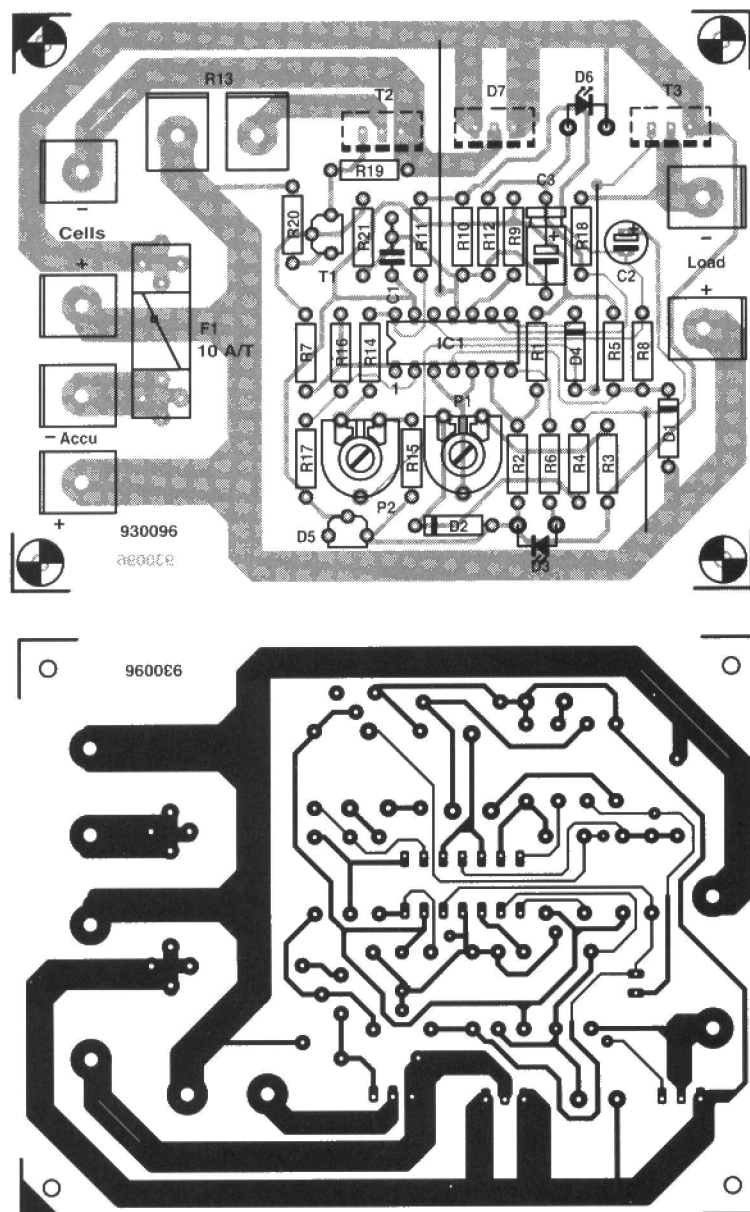 R13
T2
D7
D6
T3
R19
-
Cells
+
R20
T1
R21
C1
R11
R10
R12
R9
C3
+
R18
+
C2
-
Load
+
F1
10 A/T
R7
R16
R14
IC1
R1
D4
R5
R8
1
- Accu
+
R17
P2
R15
P1
R2
R6
R4
R3
D1
D5
D2
D3
930096
930096
930096